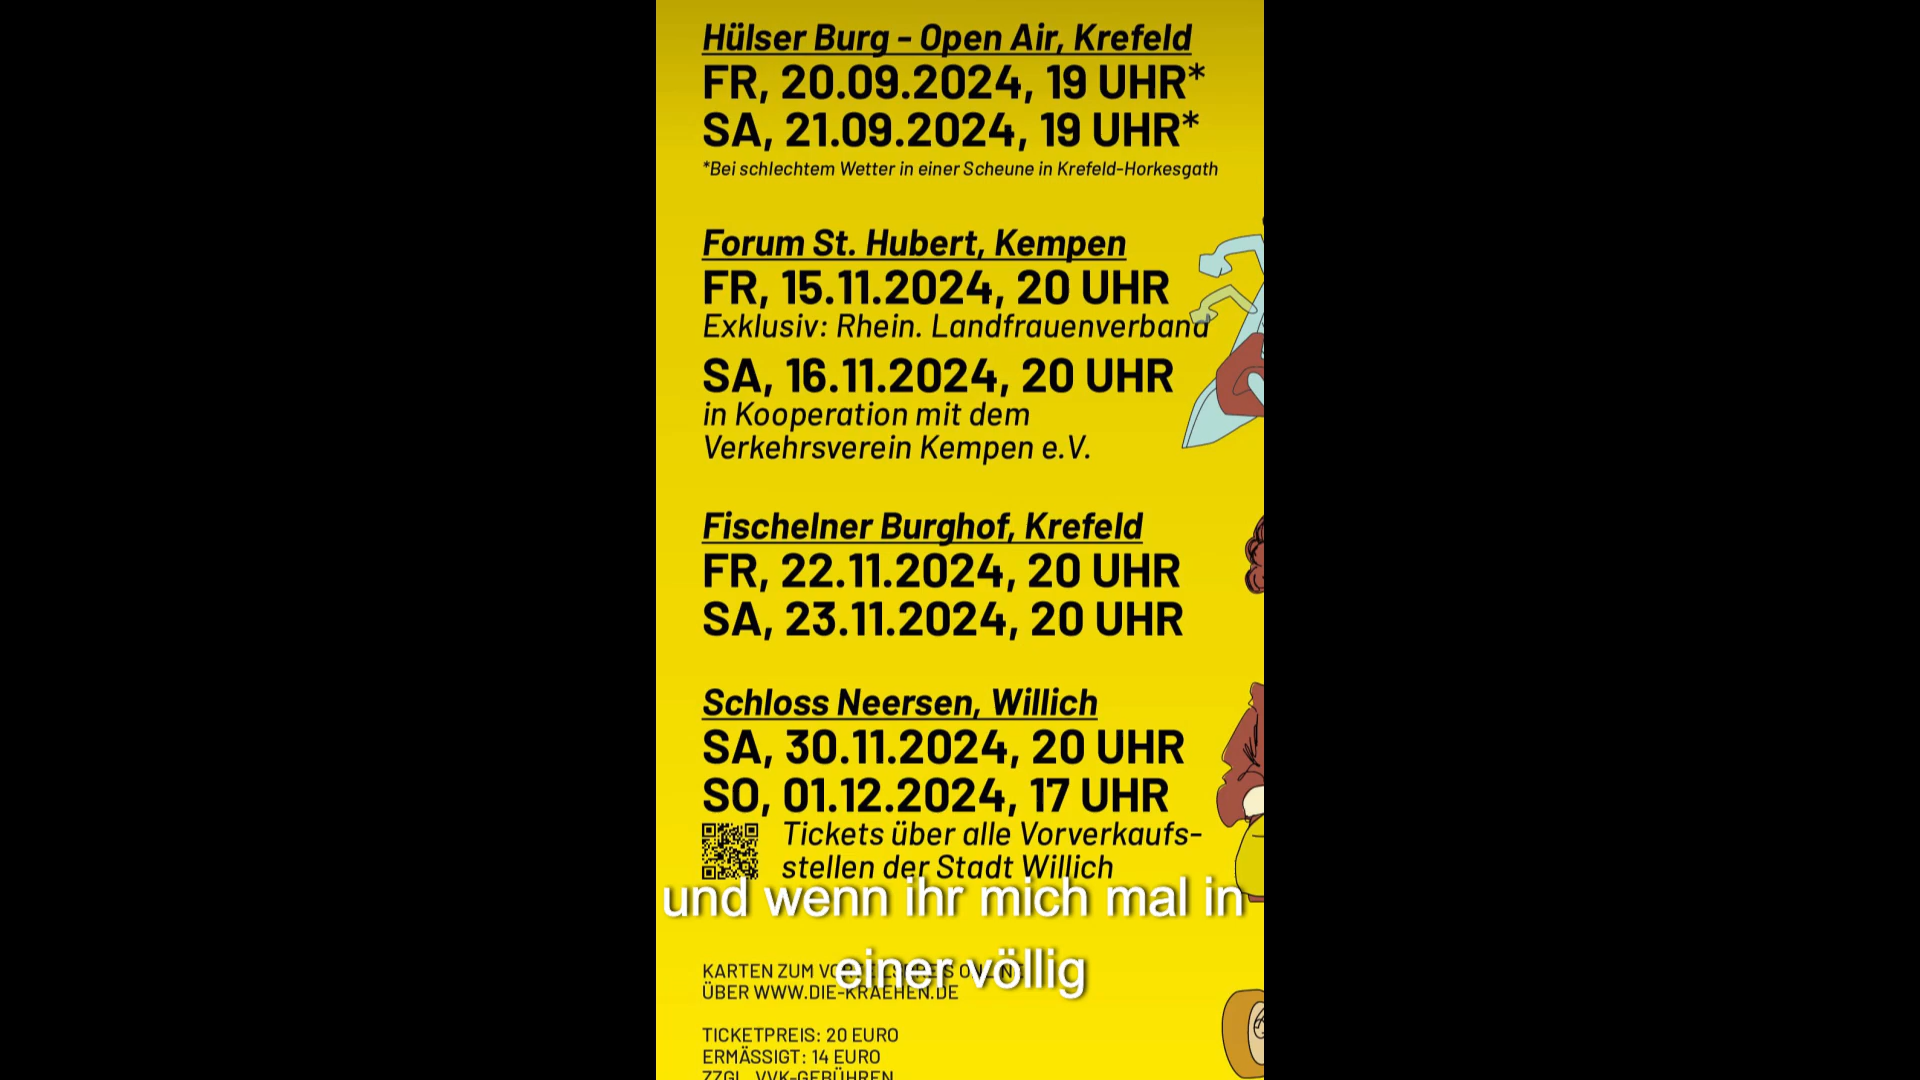 Hülser Burg - Open Air, Krefeld
FR, 20.09.2024, 19 UHR*
SA, 21.09.2024, 19 UHR*
*Bei schlechtem Wetter in einer Scheune in Krefeld-Horkesgath
Forum St. Hubert, Kempen
FR, 15.11.2024, 20 UHR
Exklusiv: Rhein. Landfrauenverband
SA, 16.11.2024, 20 UHR
in Kooperation mit dem
Verkehrsverein Kempen e.V.
Fischelner Burghof, Krefeld
FR, 22.11.2024, 20 UHR
SA, 23.11.2024, 20 UHR
Schloss Neersen, Willich
SA, 30.11.2024, 20 UHR
SO, 01.12.2024, 17 UHR
Tickets über alle Vorverkaufs-
stellen der Stadt Willich
und wenn ihr mich mal in
einer völlig
KARTEN ZUM
ÜBER WWW.DIE-KRAEHEN.DE
TICKETPREIS: 20 EURO
ERMÄSSIGT: 14 EURO
ZZGL. VVK-GEBÜHREN